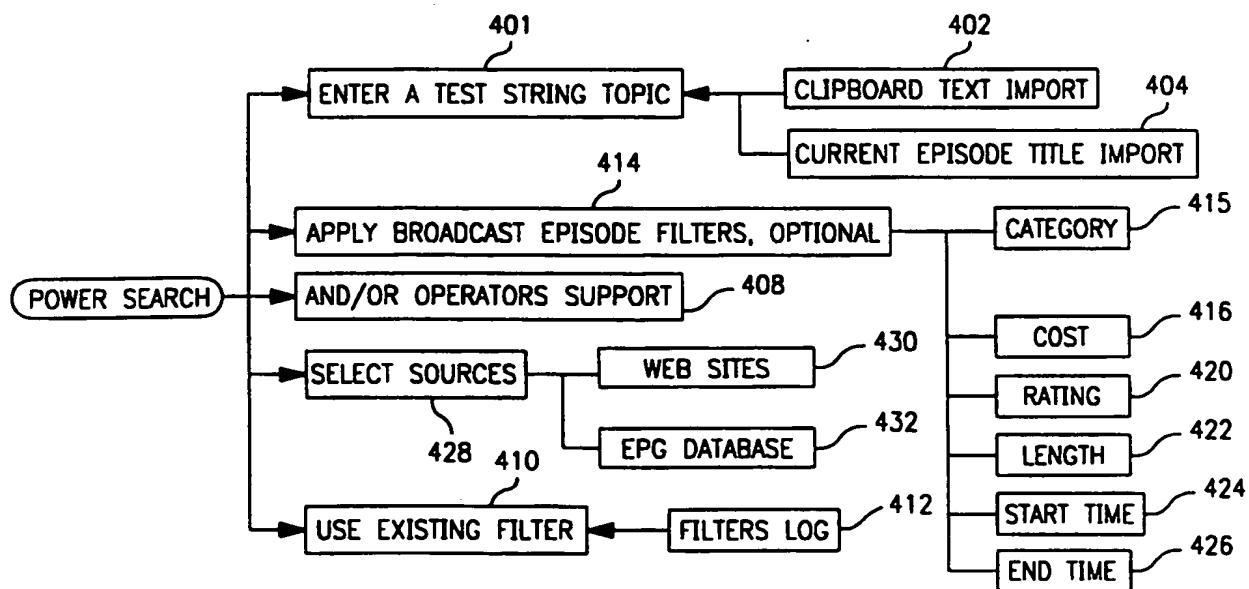 401
402
ENTER A TEST STRING TOPIC
CLIPBOARD TEXT IMPORT
404
CURRENT EPISODE TITLE IMPORT
414
415
APPLY BROADCAST EPISODE FILTERS, OPTIONAL
CATEGORY
POWER SEARCH
AND/OR OPERATORS SUPPORT
408
416
COST
430
SELECT SOURCES
WEB SITES
420
RATING
428
432
EPG DATABASE
422
LENGTH
410
424
USE EXISTING FILTER
FILTERS LOG
412
START TIME
426
END TIME